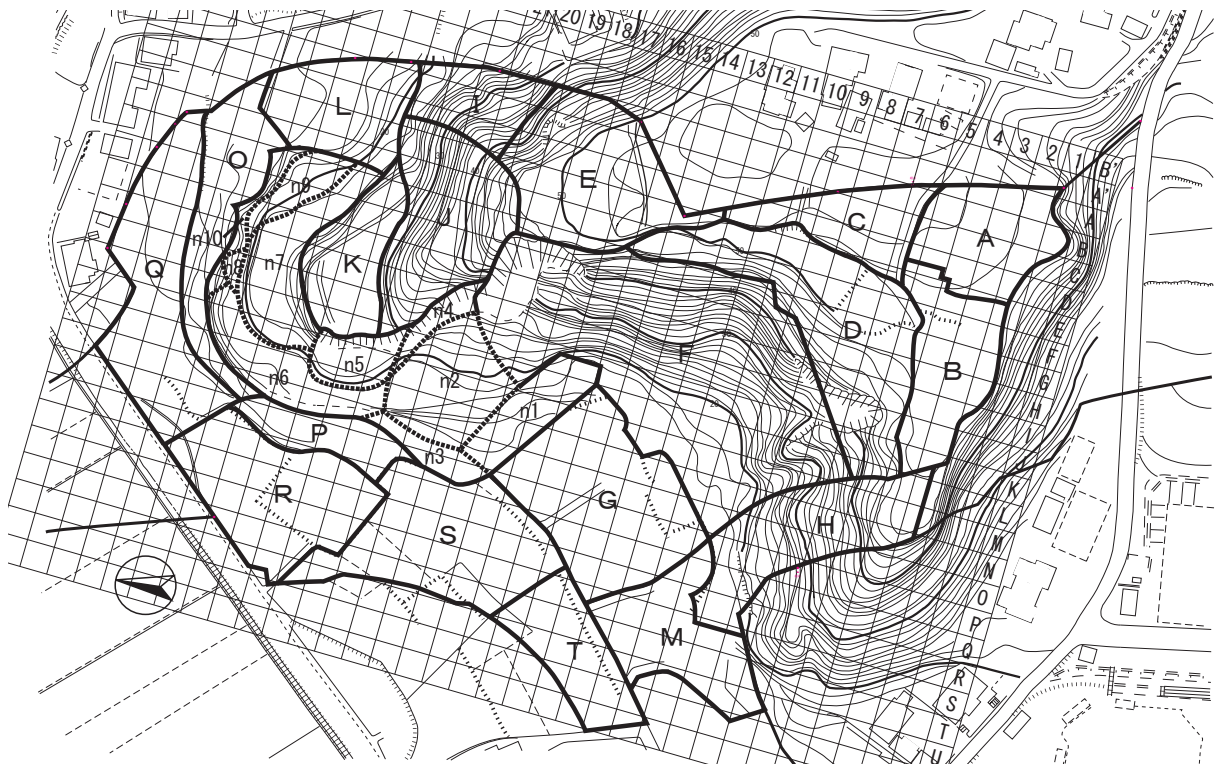 20 19 18 17 16 15 14 13 12 11 10 9 8 7 6 5 4 3 2 1
B' A' A B C D E F G H I J K L M N O P Q R S T U
L
I
O
E
C
A
n9
J
n10
n8
n7
K
Q
D
n4
F
n5
B
n6
n2
n1
P
n3
R
G
S
H
M
T